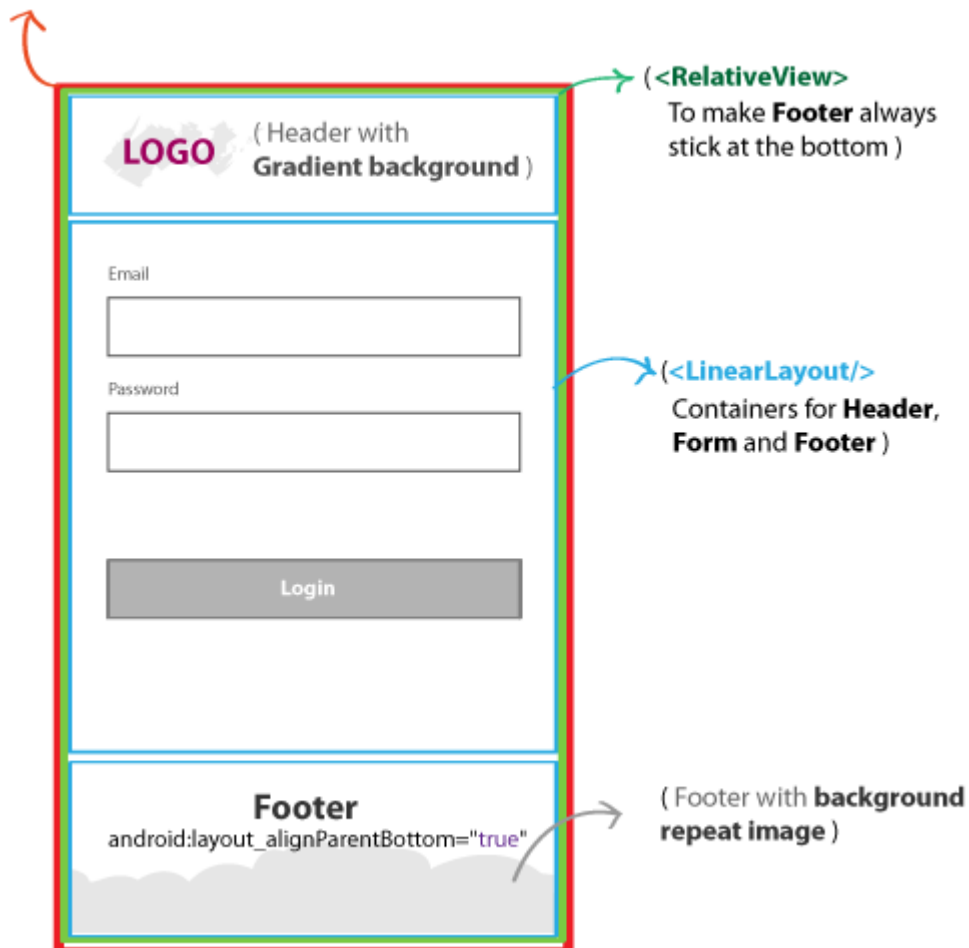 (<RelativeView>
To make Footer always
stick at the bottom )
LOGO
( Header with
Gradient background )
Email
Password
(<LinearLayout/>
Containers for Header,
Form and Footer )
Login
Footer
android:layout_alignParentBottom="true"
( Footer with background
repeat image )